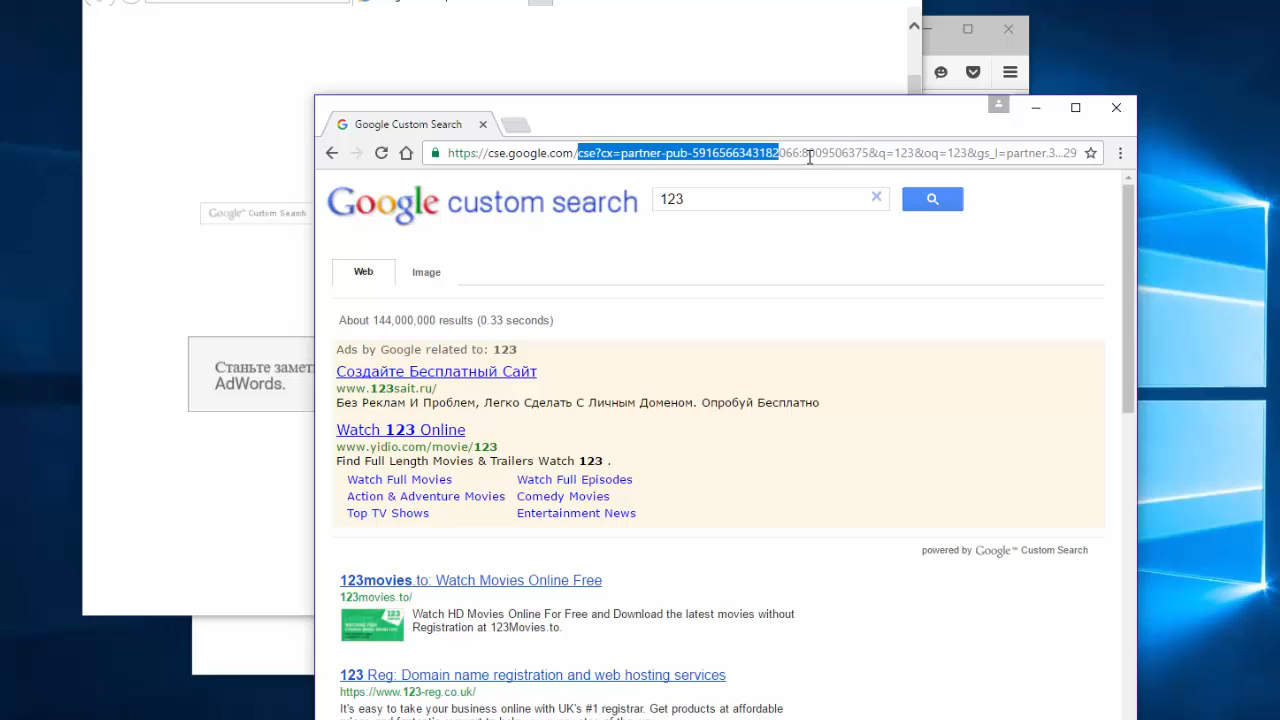 Google Custom Search
https://cse.google.com/cse?cx=partner-pub-5916566343182066:8009506375&q=123&oq=123&gs_l=partner.3...29
Google custom search
123
Web
Image
About 144,000,000 results (0.33 seconds)
Ads by Google related to: 123
Создайте Бесплатный Сайт
www.123sait.ru/
Без Реклам И Проблем, Легко Сделать С Личным Доменом. Опробуй Бесплатно
Watch 123 Online
www.yidio.com/movie/123
Find Full Length Movies & Trailers Watch 123 .
Watch Full Movies
Watch Full Episodes
Action & Adventure Movies
Comedy Movies
Top TV Shows
Entertainment News
powered by Google™ Custom Search
123movies.to: Watch Movies Online Free
123movies.to/
Watch HD Movies Online For Free and Download the latest movies without
Registration at 123Movies.to.
123 Reg: Domain name registration and web hosting services
https://www.123-reg.co.uk/
It's easy to take your business online with UK's #1 registrar. Get products at affordable
Google™ Custom Search
Станьте
AdWords.